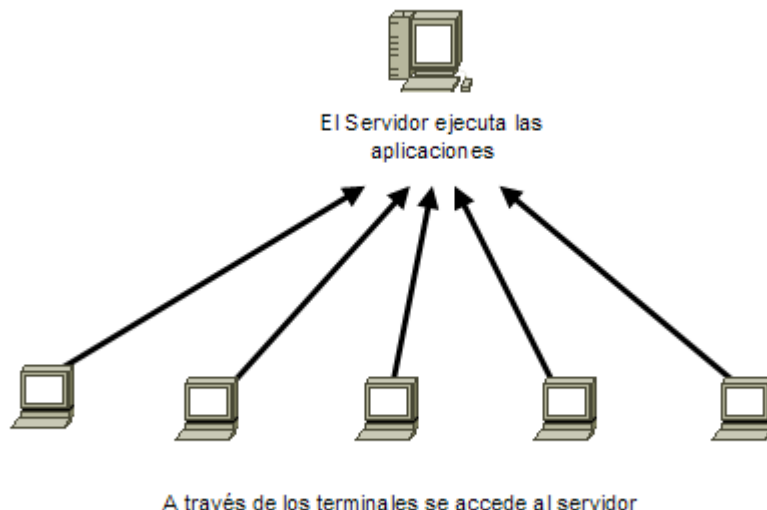 El Servidor ejecuta las
aplicaciones
A través de los terminales se accede al servidor